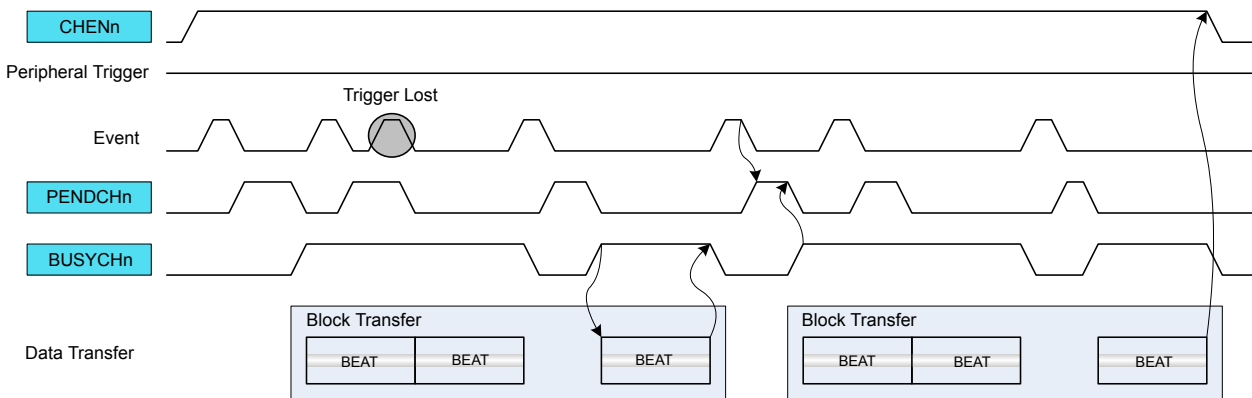 CHENn
Peripheral Trigger
Trigger Lost
Event
PENDCHn
BUSYCHn
Block Transfer
Block Transfer
Data Transfer
BEAT
BEAT
BEAT
BEAT
BEAT
BEAT